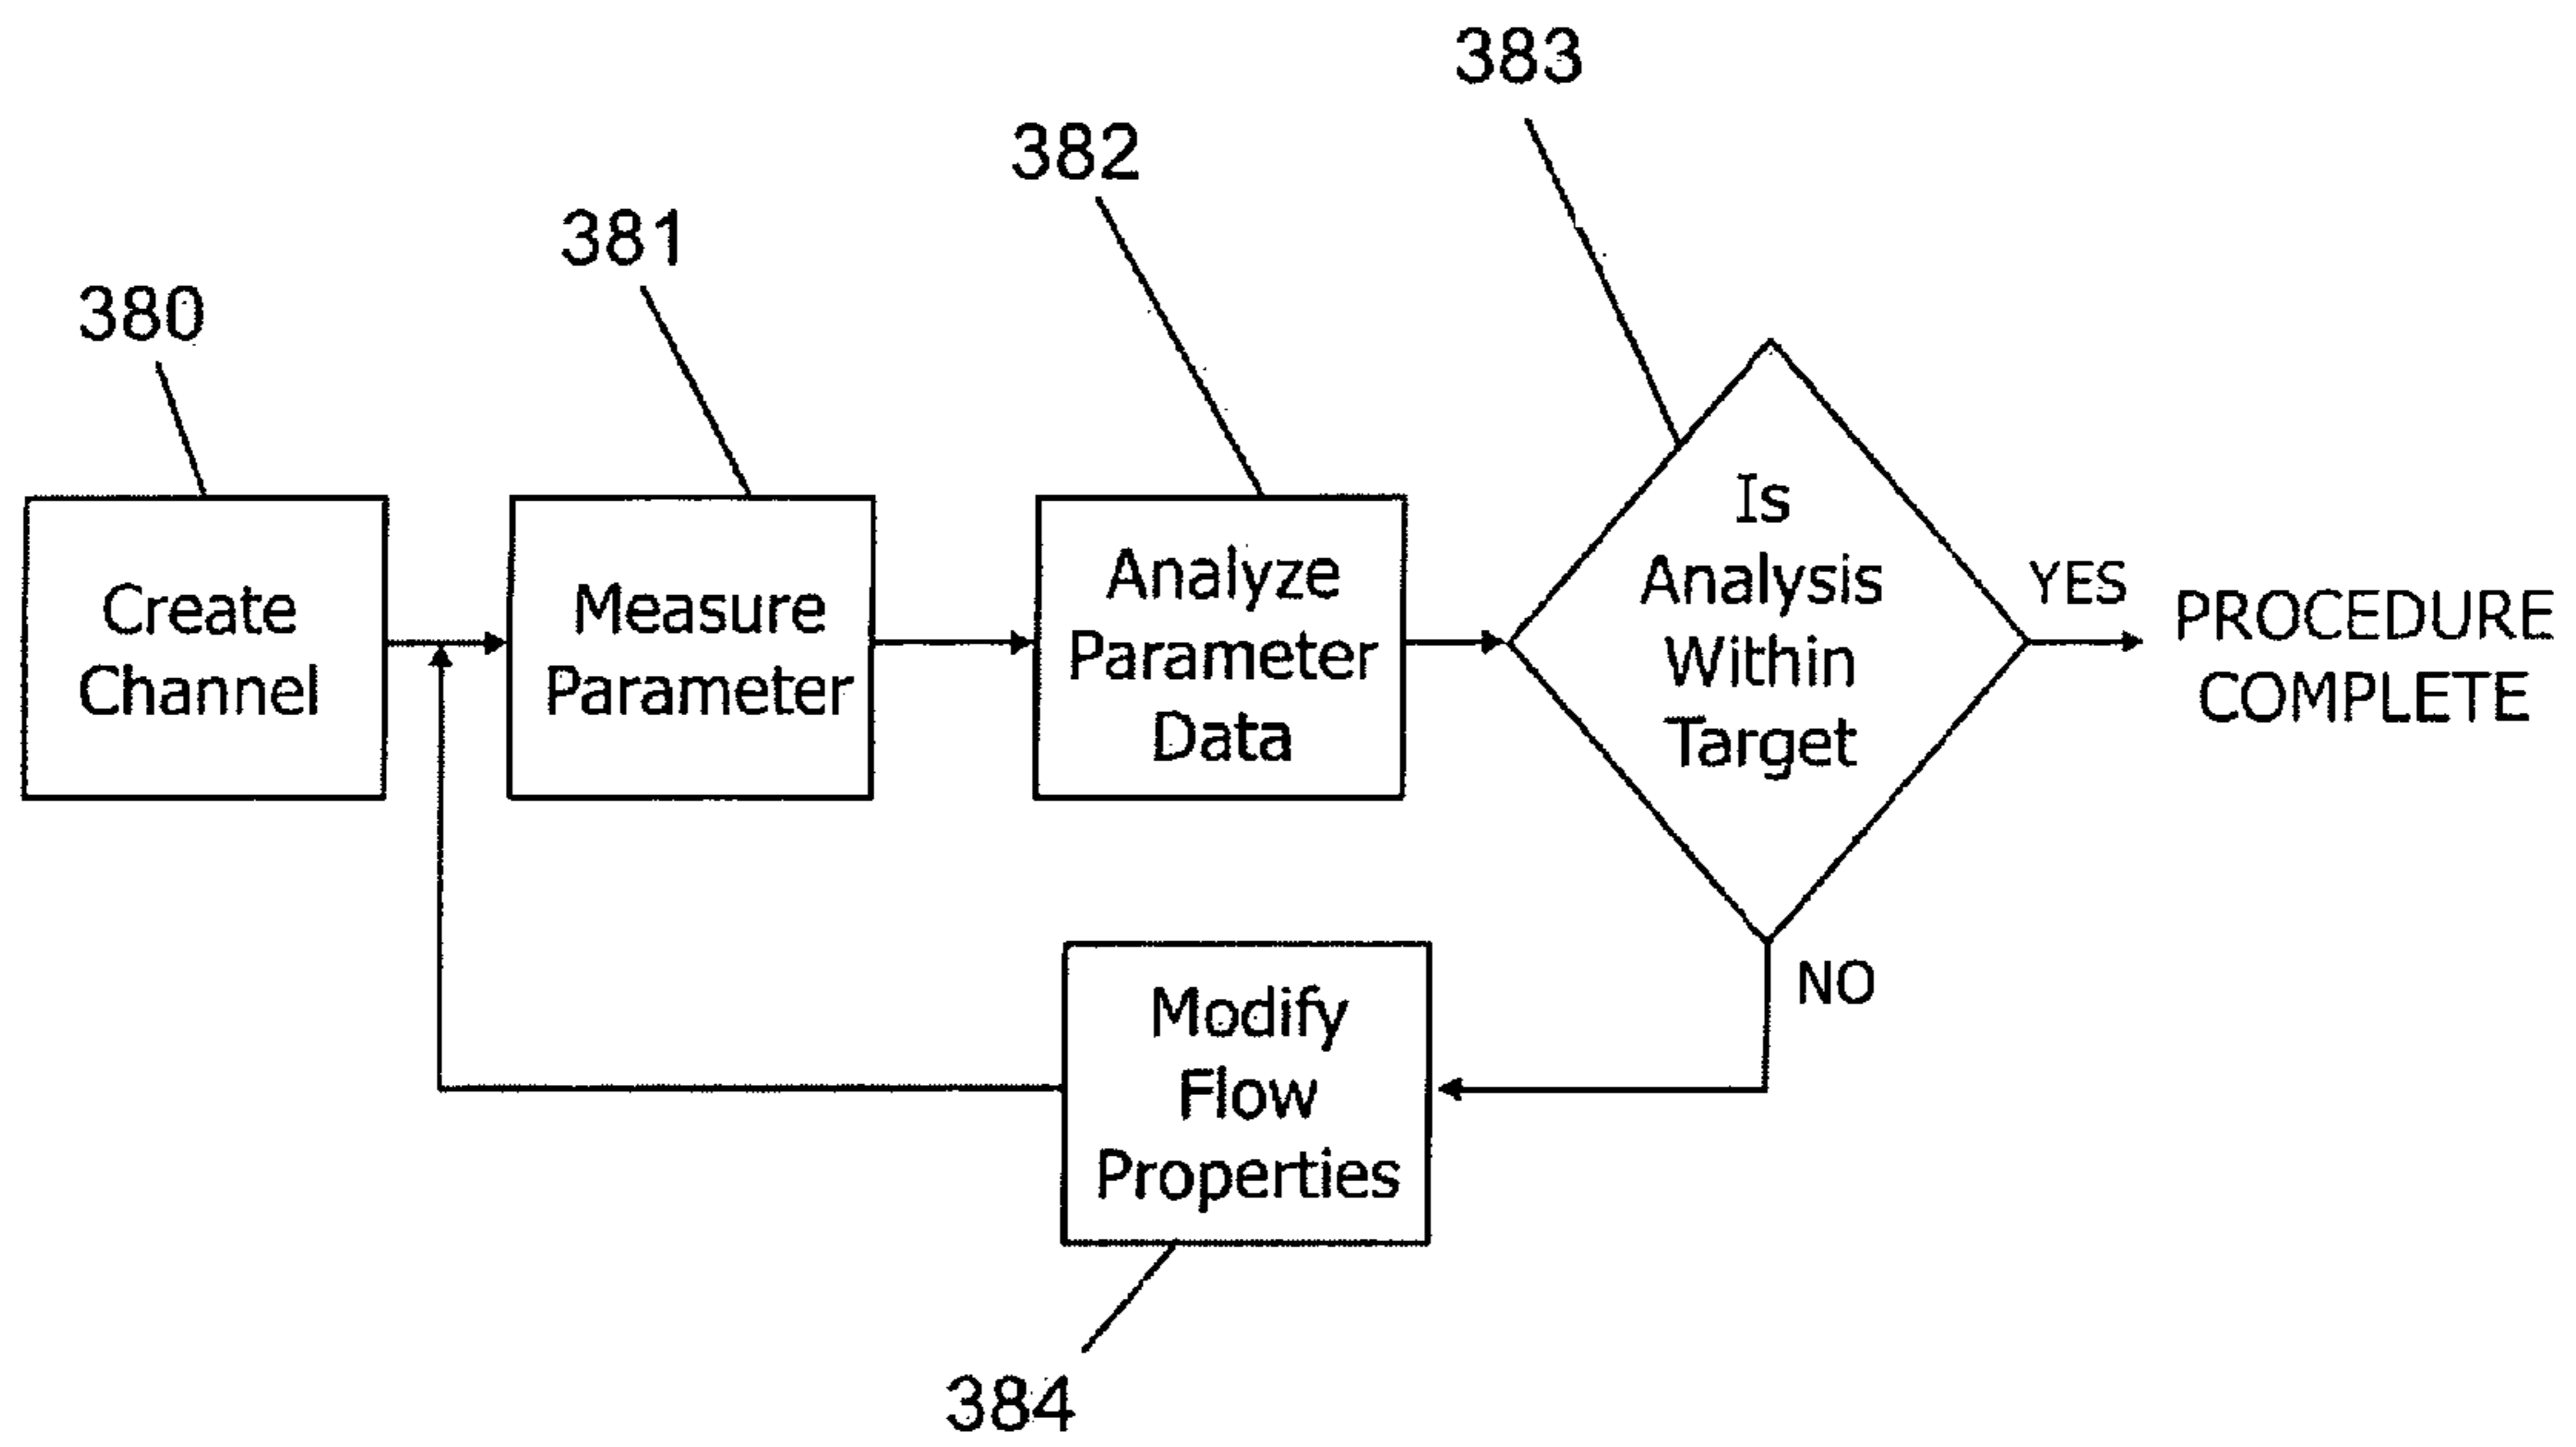 383
382
381
380
Create
Channel
Measure
Parameter
Analyze
Parameter
Data
Is
Analysis
Within
Target
YES
PROCEDURE
COMPLETE
NO
Modify
Flow
Properties
384